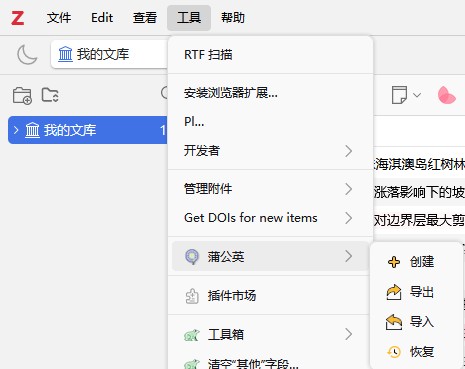 Z 文件 Edit 查看 工具 帮助
我的文库
RTF 扫描
安装浏览器扩展...
Pl...
开发者
管理附件
Get DOIs for new items
蒲公英
插件市场
工具箱
清空“其他”字段...
我的文库 1
海淇澳岛红树林
涨落影响下的坡
对边界层最大剪
创建
导出
导入
恢复